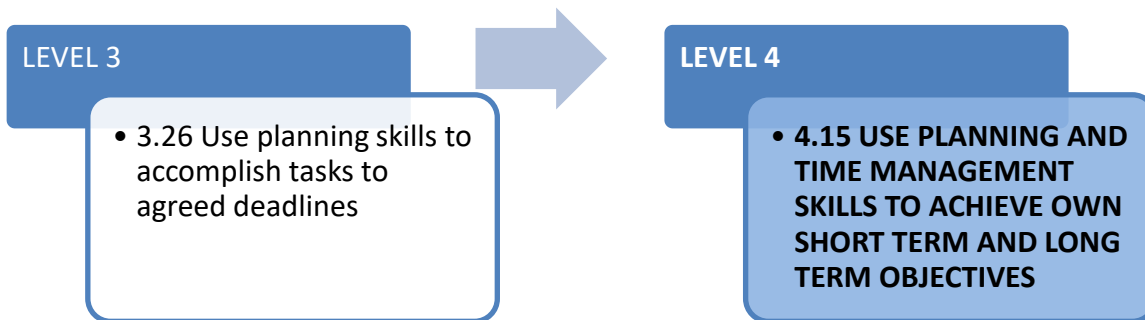 LEVEL 3
• 3.26 Use planning skills to
accomplish tasks to
agreed deadlines
LEVEL 4
• 4.15 USE PLANNING AND
TIME MANAGEMENT
SKILLS TO ACHIEVE OWN
SHORT TERM AND LONG
TERM OBJECTIVES